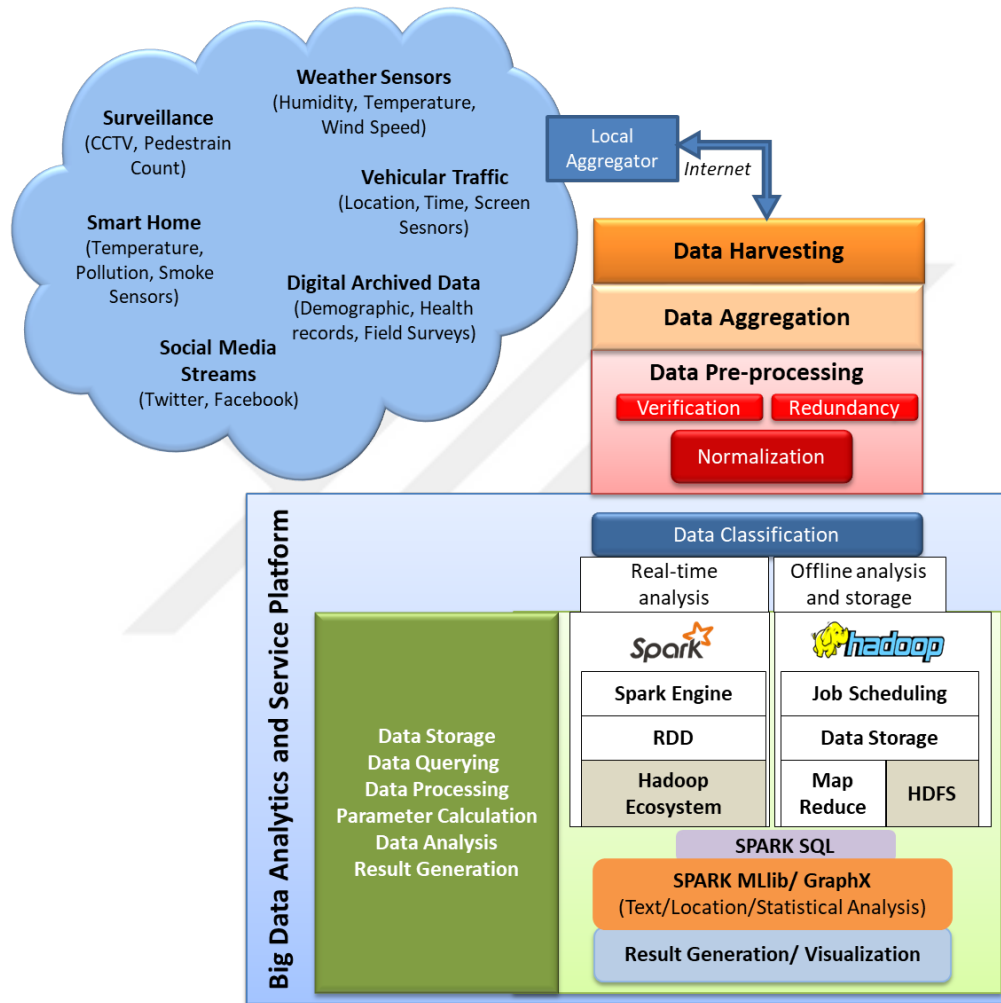 Weather Sensors
(Humidity, Temperature,
Wind Speed)
Surveillance
(CCTV, Pedestrain
Count)
Vehicular Traffic
(Location, Time, Screen
Sesnors)
Smart Home
(Temperature,
Pollution, Smoke
Sensors)
Digital Archived Data
(Demographic, Health
records, Field Surveys)
Social Media
Streams
(Twitter, Facebook)
Local
Aggregator
Internet
Data Harvesting
Data Aggregation
Data Pre-processing
Verification
Redundancy
Normalization
Big Data Analytics and Service Platform
Data Classification
Real-time
analysis
Offline analysis
and storage
Data Storage
Data Querying
Data Processing
Parameter Calculation
Data Analysis
Result Generation
Spark
Spark Engine
RDD
Hadoop
Ecosystem
hadoop
Job Scheduling
Data Storage
Map
Reduce
HDFS
SPARK SQL
SPARK MLlib/ GraphX
(Text/Location/Statistical Analysis)
Result Generation/ Visualization